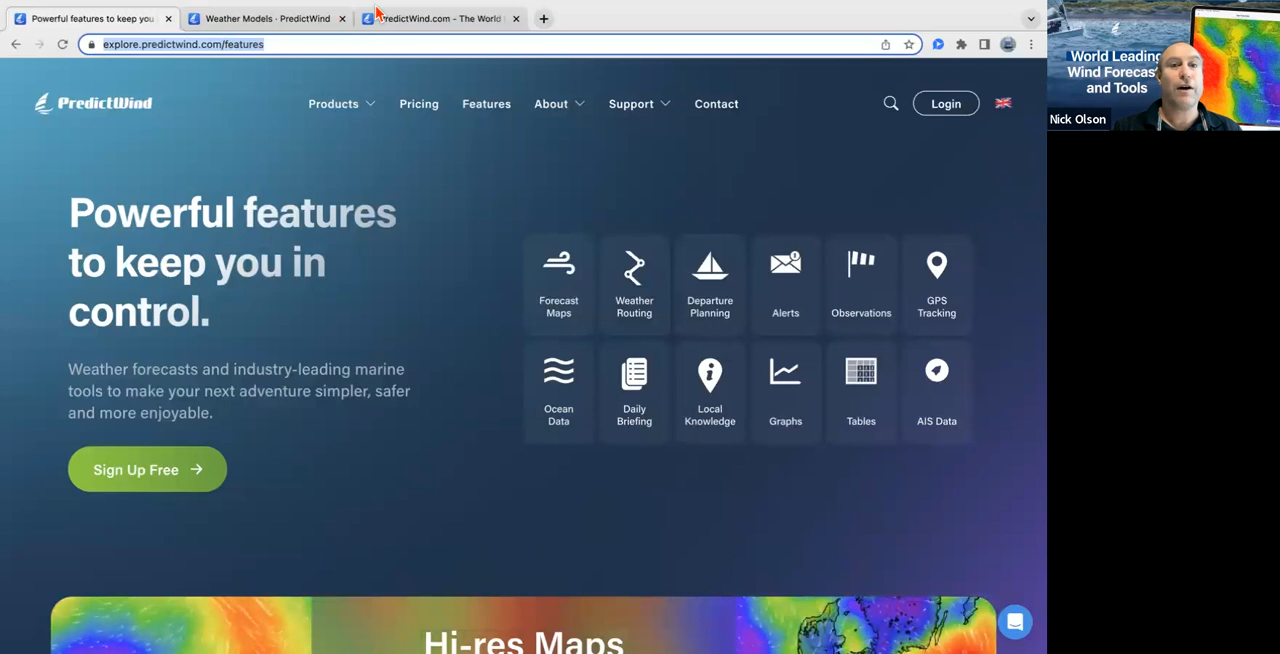 Powerful features to keep you
Weather Models - PredictWind
redictWind.com - The World
explore.predictwind.com/features
PredictWind
Products
Pricing
Features
About
Support
Contact
Login
Powerful features
to keep you in
control.
Weather forecasts and industry-leading marine
tools to make your next adventure simpler, safer
and more enjoyable.
Sign Up Free
Forecast
Maps
Weather
Routing
Departure
Planning
Alerts
Observations
GPS
Tracking
Ocean
Data
Daily
Briefing
Local
Knowledge
Graphs
Tables
AIS Data
Hi-res Maps
World Leading
Wind Forecas
and Tools
Nick Olson